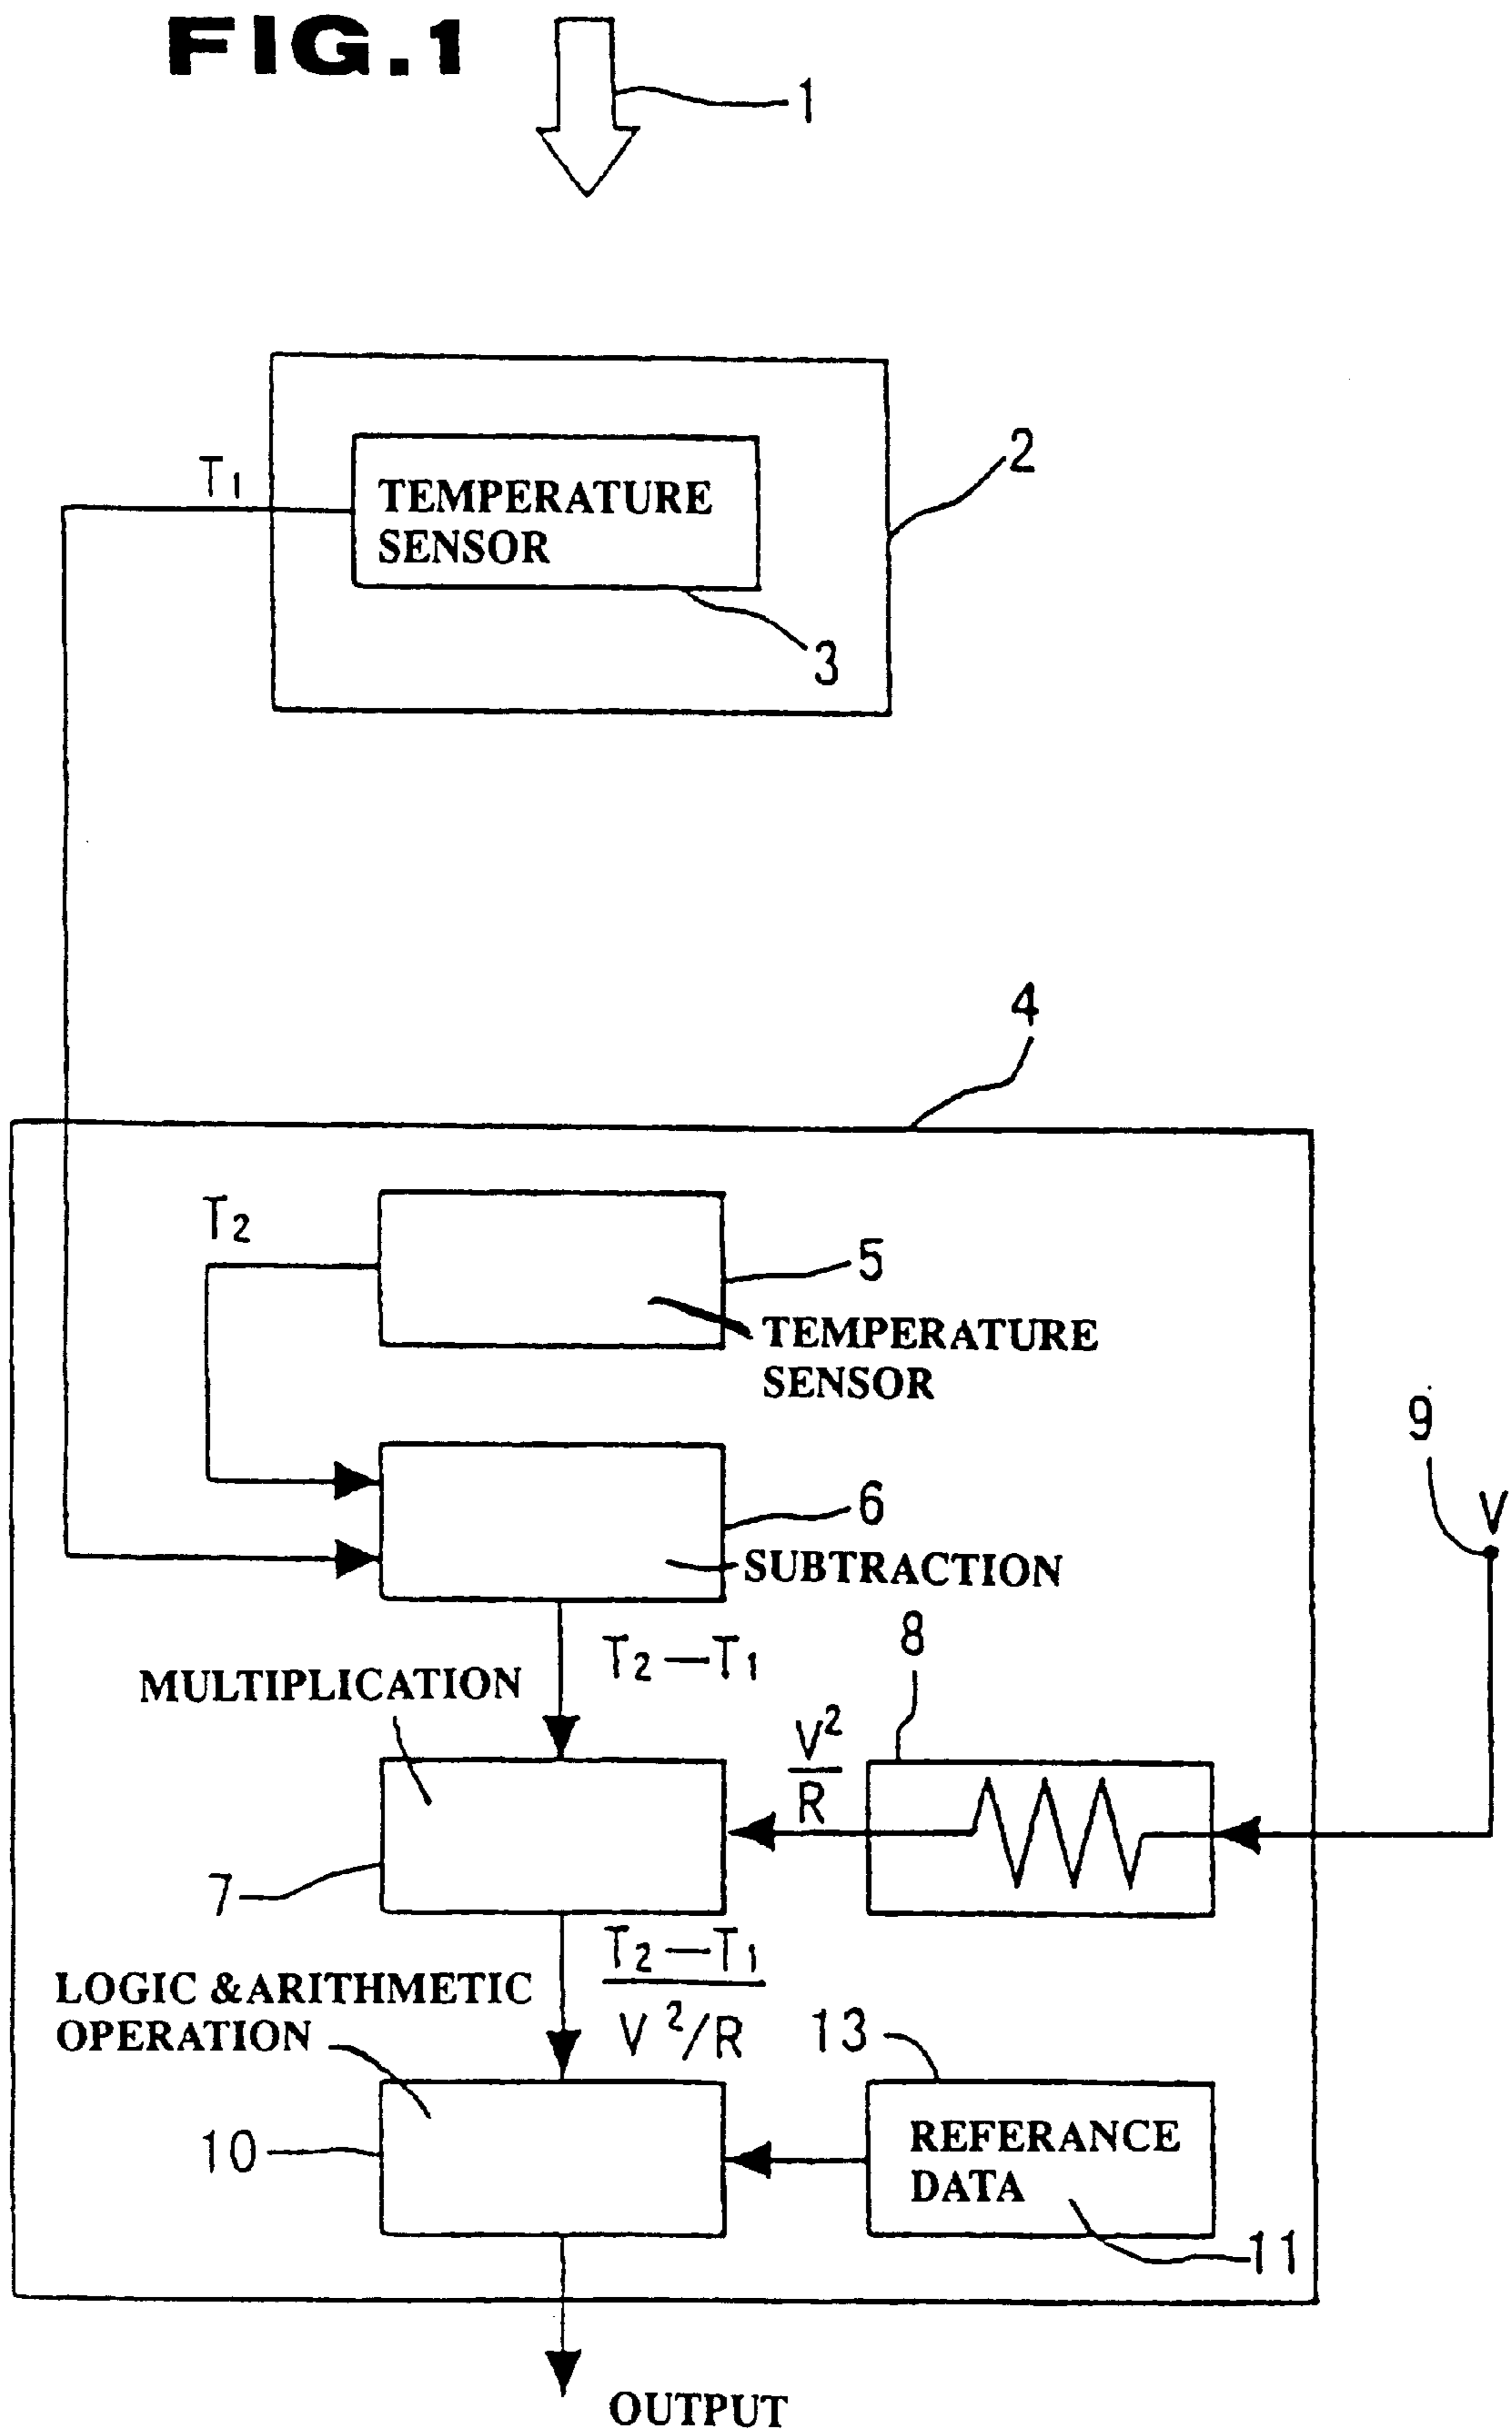 FIG.1
1
2
T1
TEMPERATURE
SENSOR
3
4
T2
5
TEMPERATURE
SENSOR
9
V
6
SUBTRACTION
8
T2—T1
MULTIPLICATION
V²
R
7
T2—T1
V²/R
LOGIC &ARITHMETIC
OPERATION
13
10
REFERANCE
DATA
11
OUTPUT